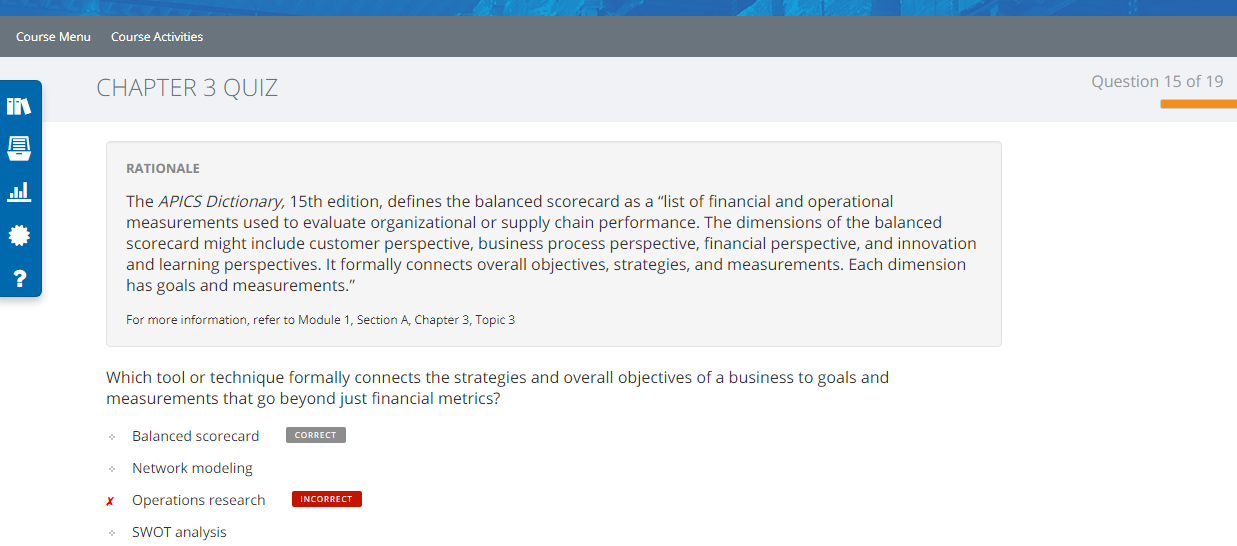 Course Menu Course Activities
CHAPTER 3 QUIZ
Question 15 of 19
RATIONALE
The APICS Dictionary, 15th edition, defines the balanced scorecard as a “list of financial and operational
measurements used to evaluate organizational or supply chain performance. The dimensions of the balanced
scorecard might include customer perspective, business process perspective, financial perspective, and innovation
and learning perspectives. It formally connects overall objectives, strategies, and measurements. Each dimension
has goals and measurements.”
For more information, refer to Module 1, Section A, Chapter 3, Topic 3
Which tool or technique formally connects the strategies and overall objectives of a business to goals and
measurements that go beyond just financial metrics?
Balanced scorecard CORRECT
Network modeling
Operations research INCORRECT
SWOT analysis